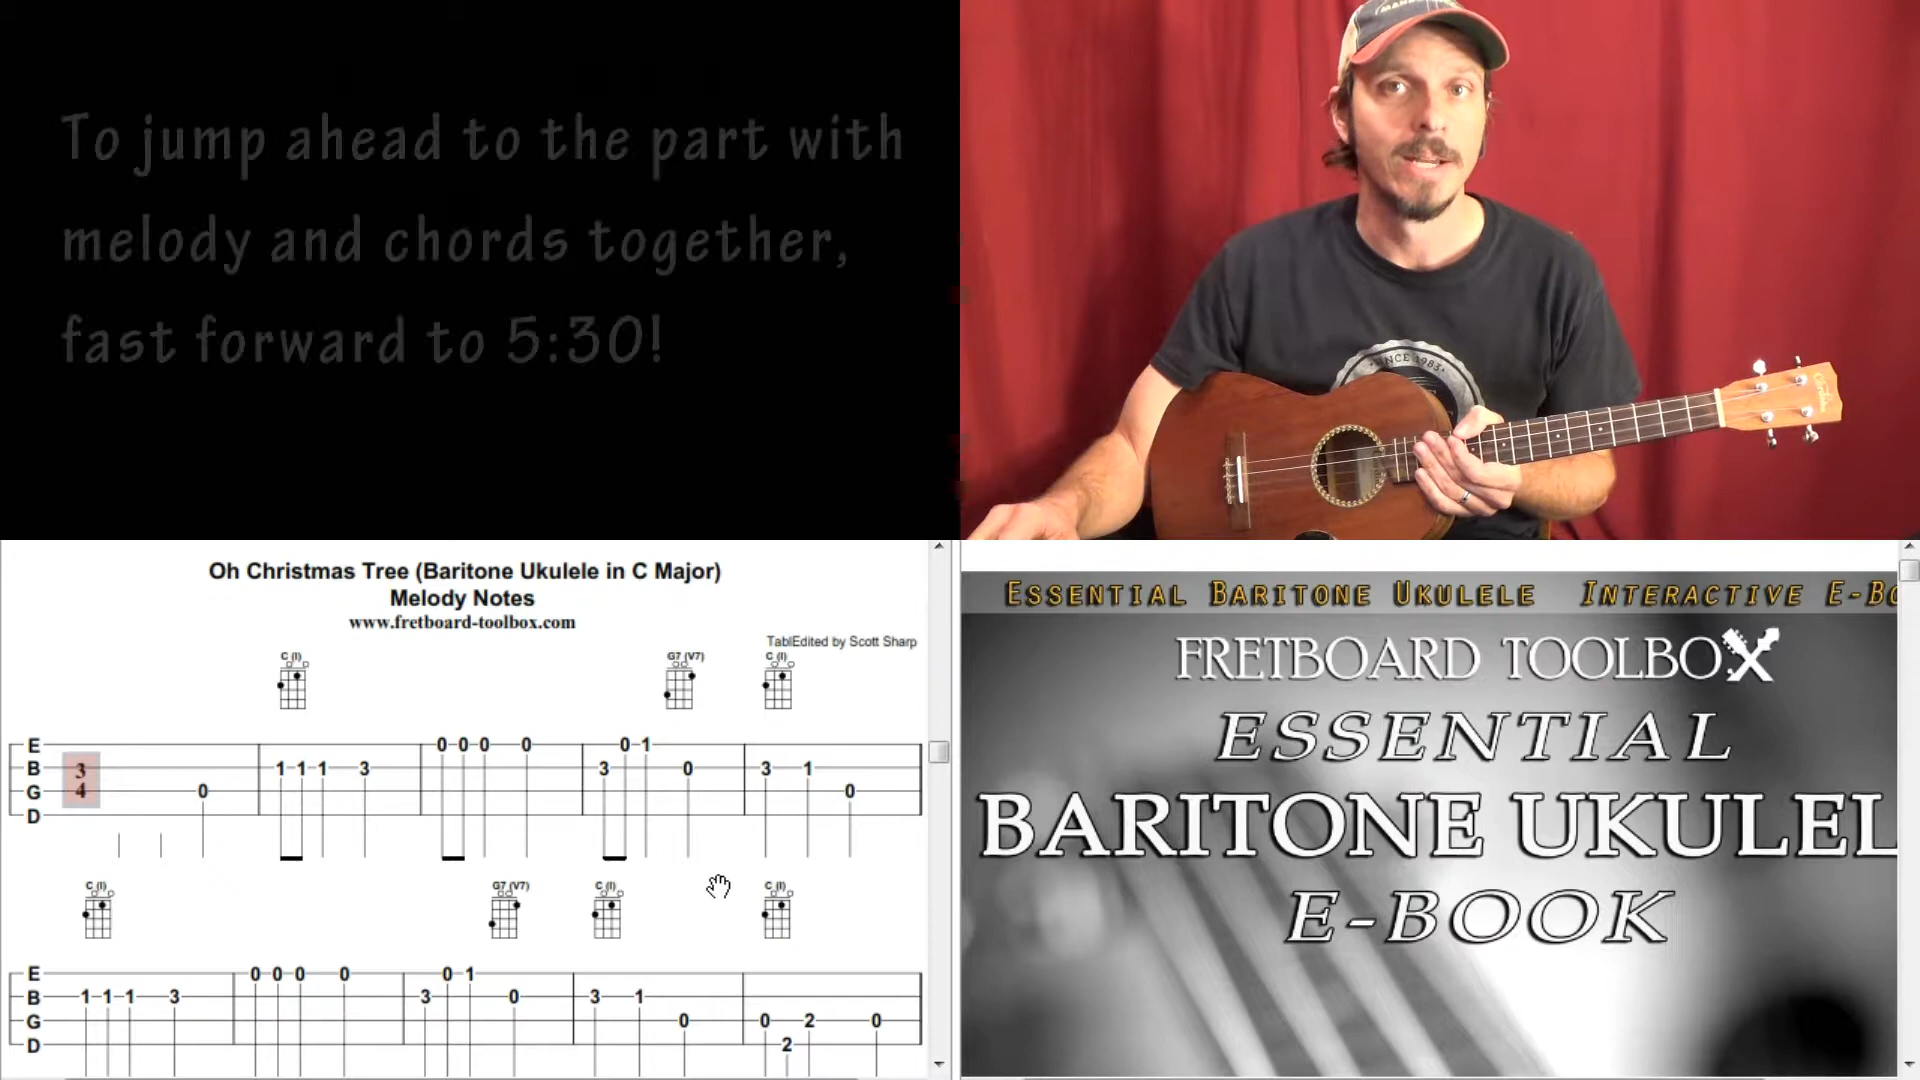 To jump ahead to the part with
melody and chords together,
fast forward to 5:30!
SINCE 1983
Oh Christmas Tree (Baritone Ukulele in C Major)
Melody Notes
www.fretboard-toolbox.com
TablEdited by Scott Sharp
C (I) G7 (V7) C (I)
E 0 0 0 0 0 1
B 3 1 1 1 3 3 0 3 1
G 4 0 0
D
C (I) G7 (V7) C (I) C (I)
E 0 0 0 0 0 1
B 1 1 1 3 3 0 3 1
G 0 0 2 0
D 2
ESSENTIAL BARITONE UKULELE INTERACTIVE
FRETBOARD TOOLBOX
ESSENTIAL
BARITONE UKULEL
E-BOOK